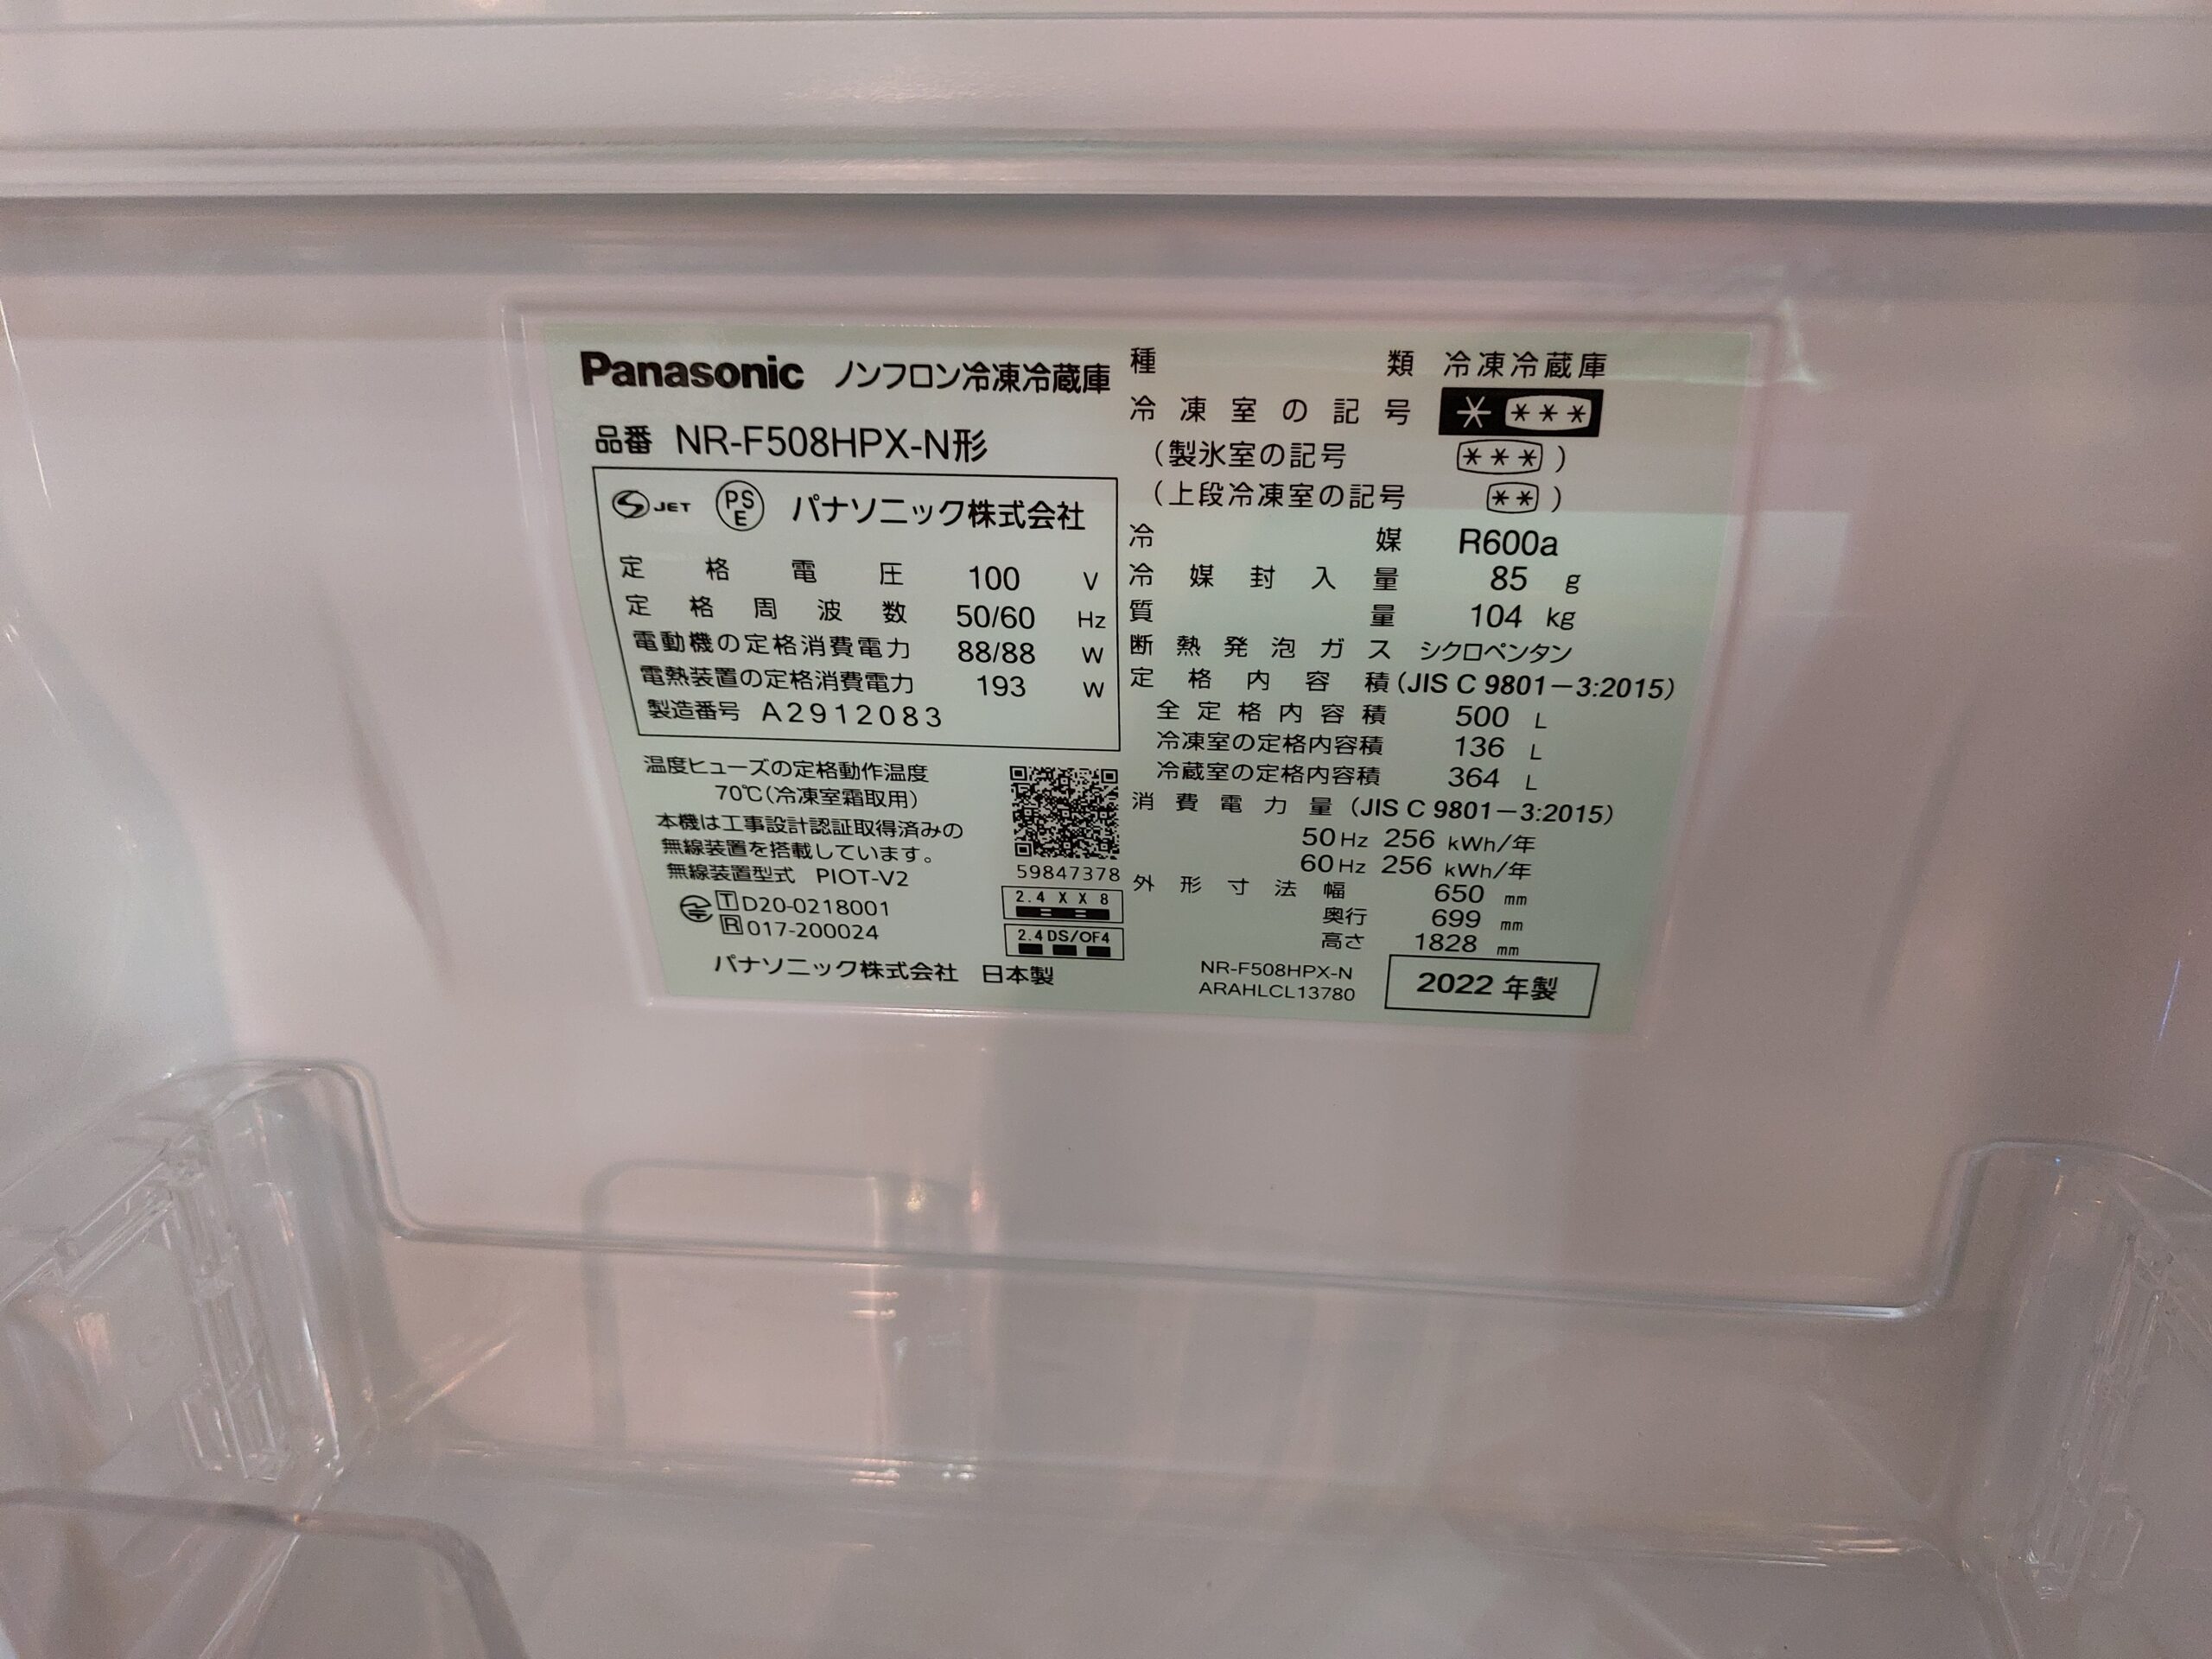 Panasonic ノンフロン冷凍冷蔵庫
品番 NR-F508HPX-N形
S JET PSE パナソニック株式会社
定格電圧 100 V
定格周波数 50/60 Hz
電動機の定格消費電力 88/88 W
電熱装置の定格消費電力 193 W
製造番号 A2912083
温度ヒューズの定格動作温度
70℃(冷凍室霜取用)
本機は工事設計認証取得済みの
無線装置を搭載しています。
無線装置型式 PIOT-V2
T D20-0218001
R 017-200024
59847378
2.4 X X 8
2.4DS/OF4
パナソニック株式会社 日本製
種類 冷凍冷蔵庫
冷凍室の記号 * ***
(製氷室の記号 ***)
(上段冷凍室の記号 **)
冷媒 R600a
冷媒封入量 85 g
質量 104 kg
断熱発泡ガス シクロペンタン
定格内容積(JIS C 9801-3:2015)
全定格内容積 500 L
冷凍室の定格内容積 136 L
冷蔵室の定格内容積 364 L
消費電力量(JIS C 9801-3:2015)
50Hz 256 kWh/年
60Hz 256 kWh/年
外形寸法 幅 650 mm
奥行 699 mm
高さ 1828 mm
NR-F508HPX-N
ARAHLCL13780
2022年製